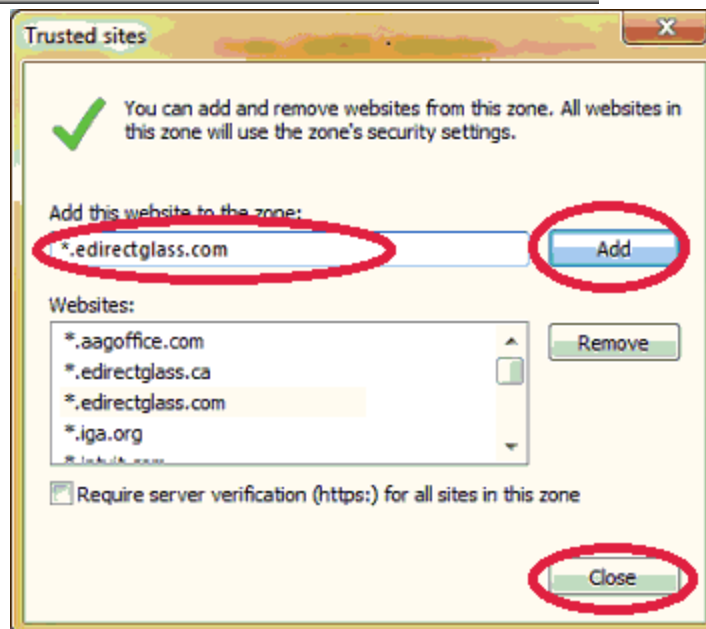 Trusted sites
You can add and remove websites from this zone. All websites in
this zone will use the zone's security settings.
Add this website to the zone:
*.edirectglass.com
Add
Websites:
*.aagoffice.com
Remove
*.edirectglass.ca
*.edirectglass.com
*.iga.org
Require server verification (https:) for all sites in this zone
Close